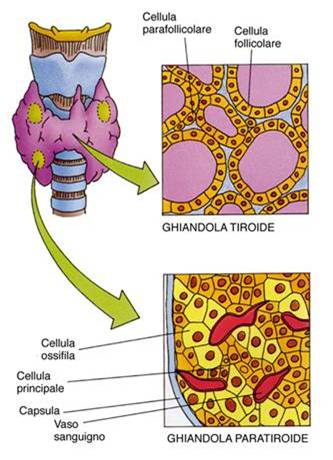 Cellula
parafollicolare
Cellula
follicolare
GHIANDOLA TIROIDE
Cellula
ossifila
Cellula
principale
Capsula
Vaso
sanguigno
GHIANDOLA PARATIROIDE